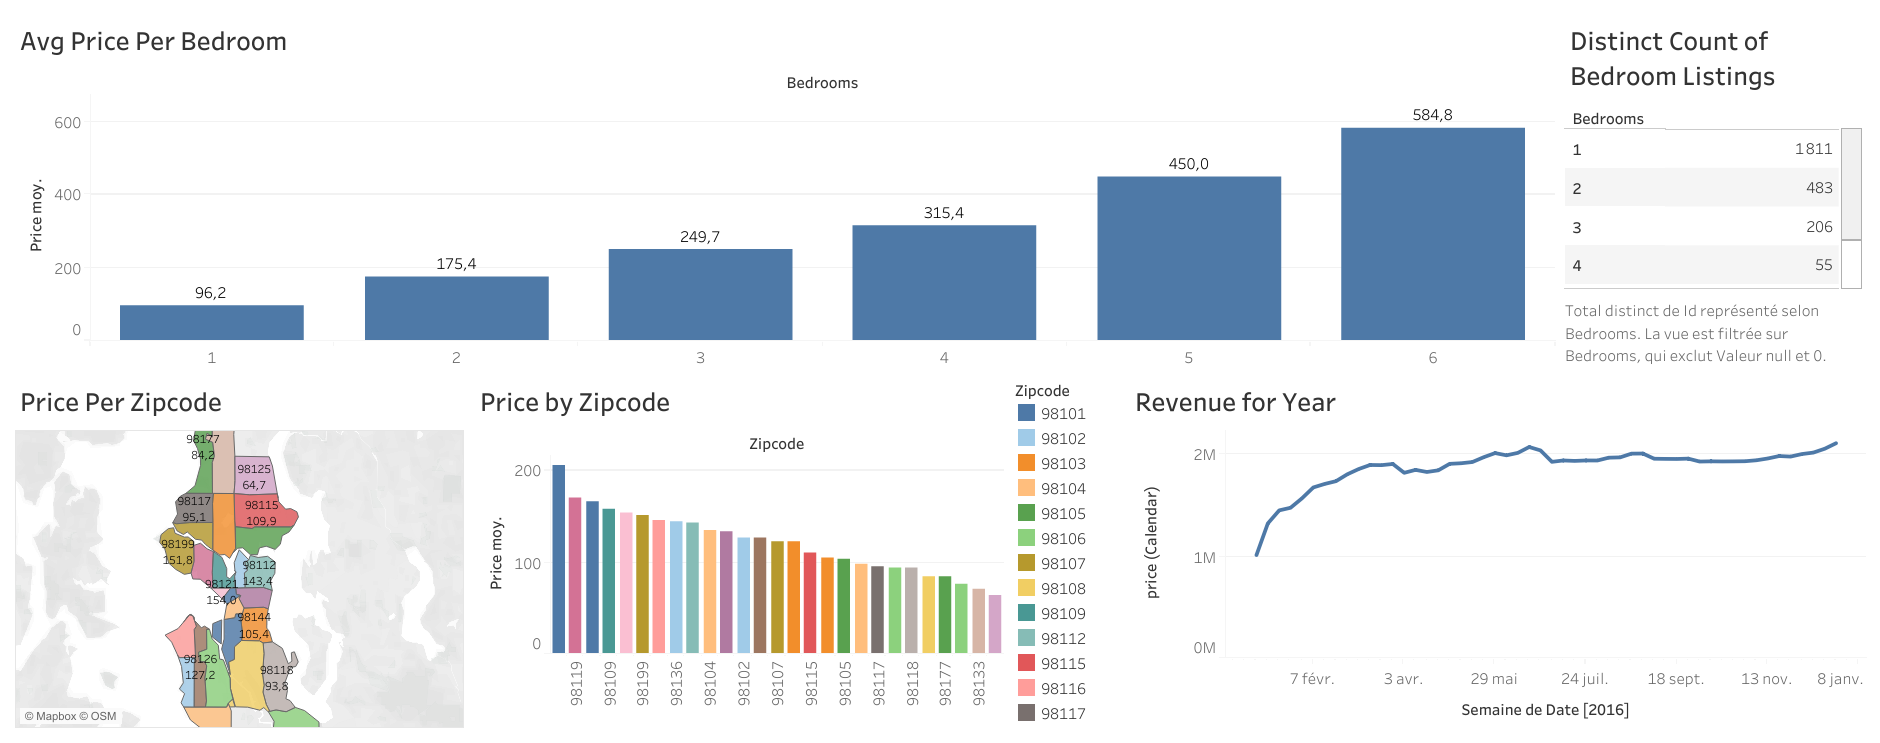 Avg Price Per Bedroom
Bedrooms
Price moy.
600
400
200
0
96,2
175,4
249,7
315,4
450,0
584,8
1
2
3
4
5
6
Distinct Count of
Bedroom Listings
Bedrooms
1 1811
2 483
3 206
4 55
Total distinct de Id représenté selon
Bedrooms. La vue est filtrée sur
Bedrooms, qui exclut Valeur null et 0.
Price Per Zipcode
98177
84,2
98125
64,7
98117
95,1
98115
109,9
98199
151,8
98112
143,4
98121
154,0
98144
105,4
98126
127,2
98118
93,8
© Mapbox © OSM
Price by Zipcode
Zipcode
Price moy.
200
100
0
98119
98109
98199
98136
98104
98102
98107
98115
98105
98117
98118
98177
98133
Zipcode
98101
98102
98103
98104
98105
98106
98107
98108
98109
98112
98115
98116
98117
Revenue for Year
price (Calendar)
2M
1M
0M
7 févr.
3 avr.
29 mai
24 juil.
18 sept.
13 nov.
8 janv.
Semaine de Date [2016]